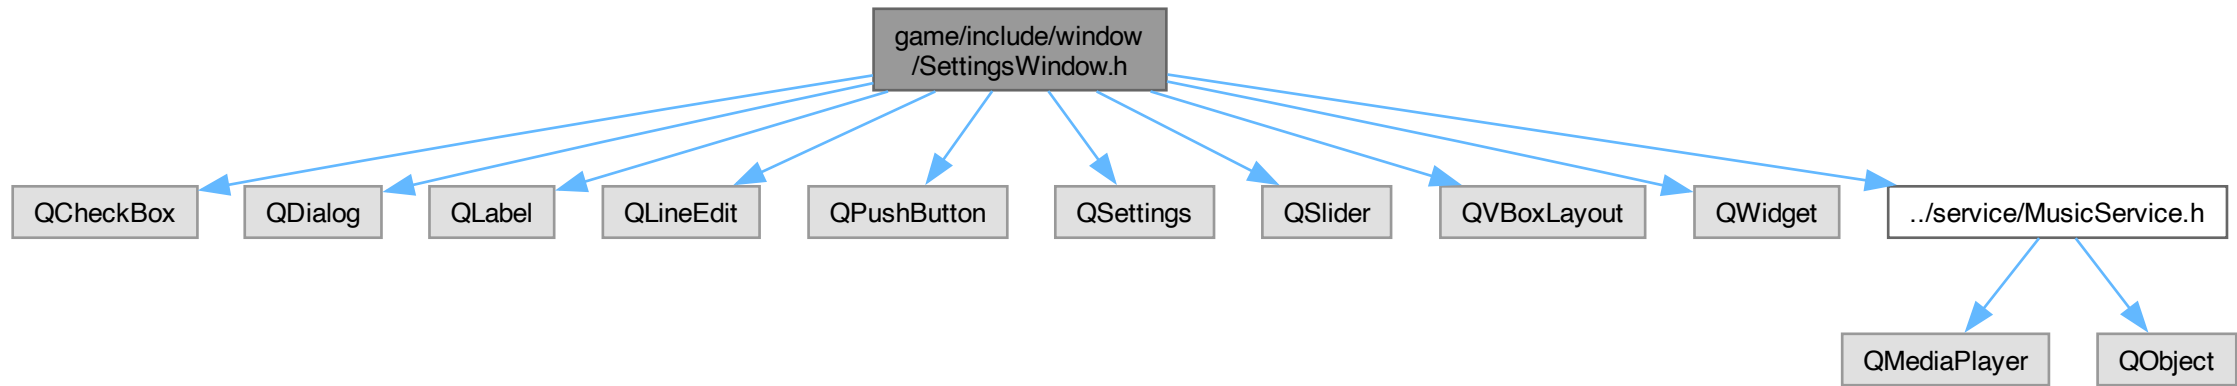 game/include/window
/SettingsWindow.h
QCheckBox
QDialog
QLabel
QLineEdit
QPushButton
QSettings
QSlider
QVBoxLayout
QWidget
../service/MusicService.h
QMediaPlayer
QObject